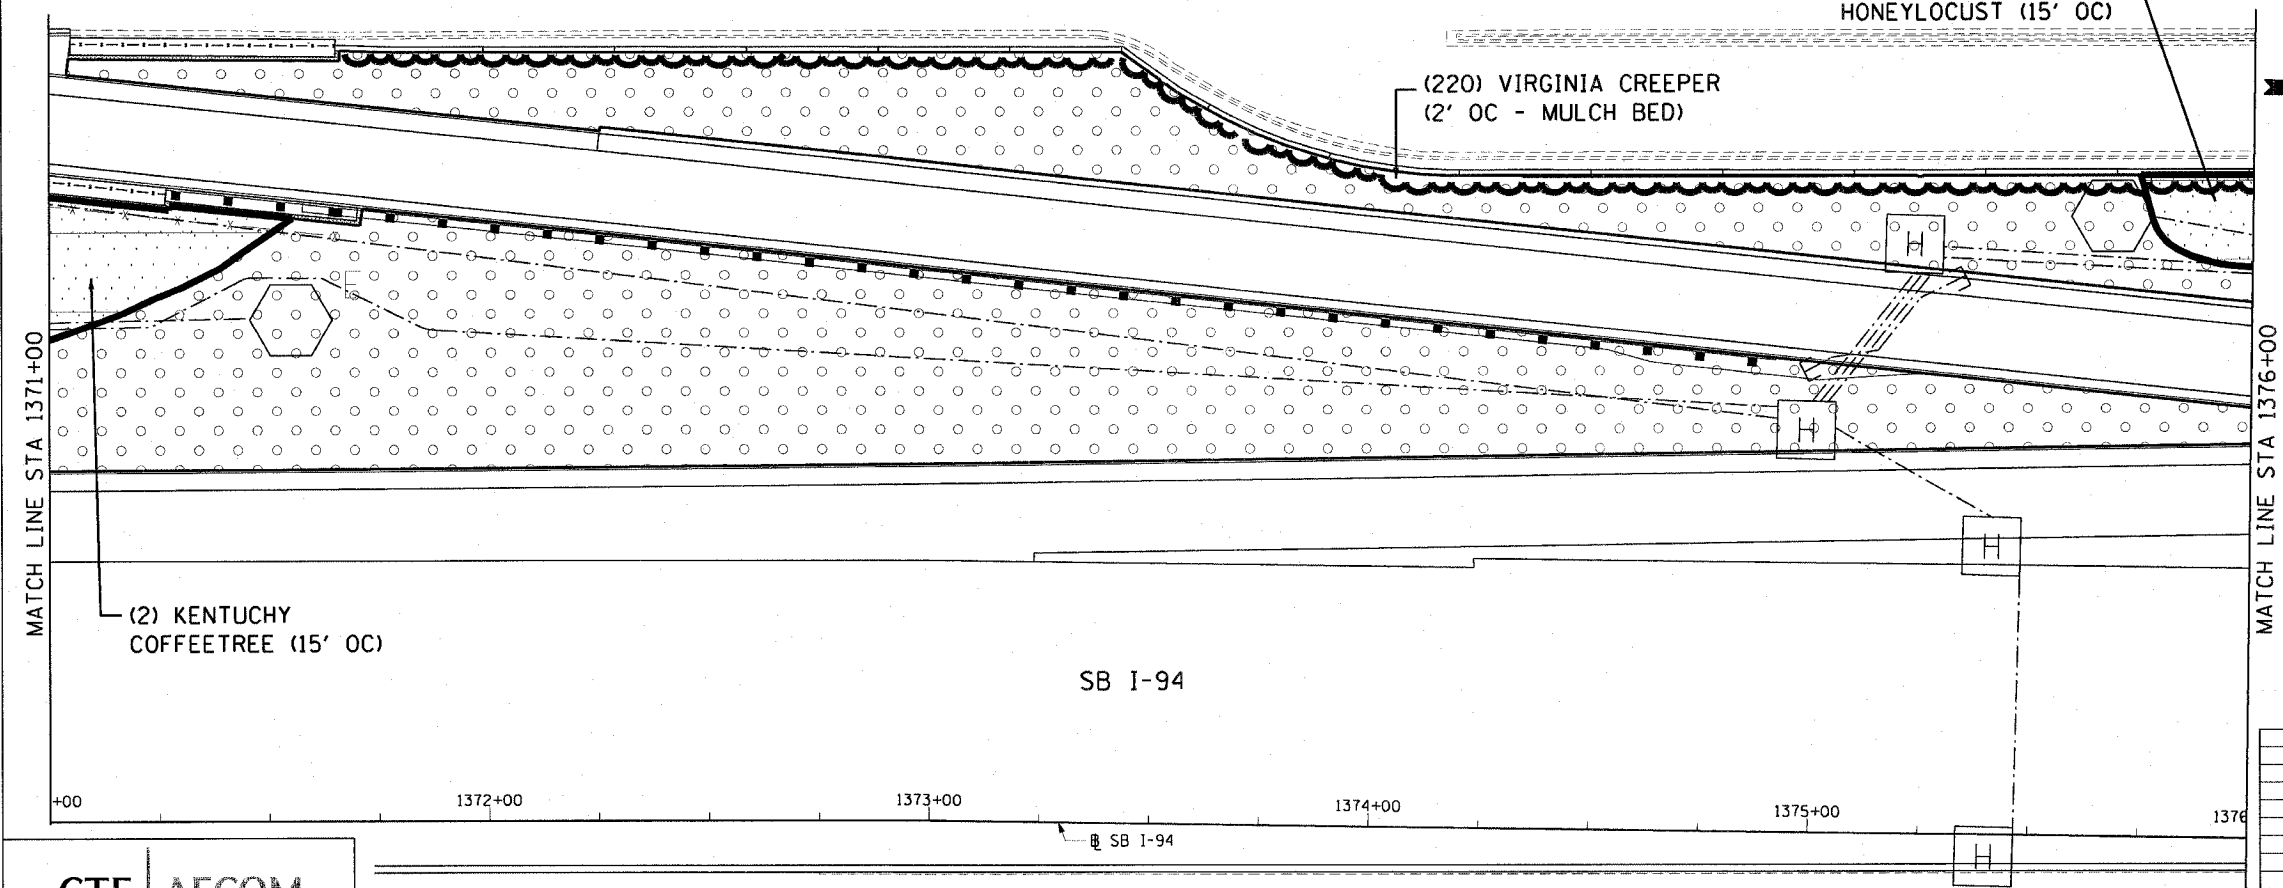 HONEYLOCUST (15' OC)
(220) VIRGINIA CREEPER
(2' OC - MULCH BED)
H
E
MATCH LINE STA 1371+00
MATCH LINE STA 1376+00
H
H
(2) KENTUCHY
COFFEETREE (15' OC)
SB I-94
+00
1372+00
1373+00
1374+00
1375+00
1376
℄ SB I-94
H
CTE AECOM